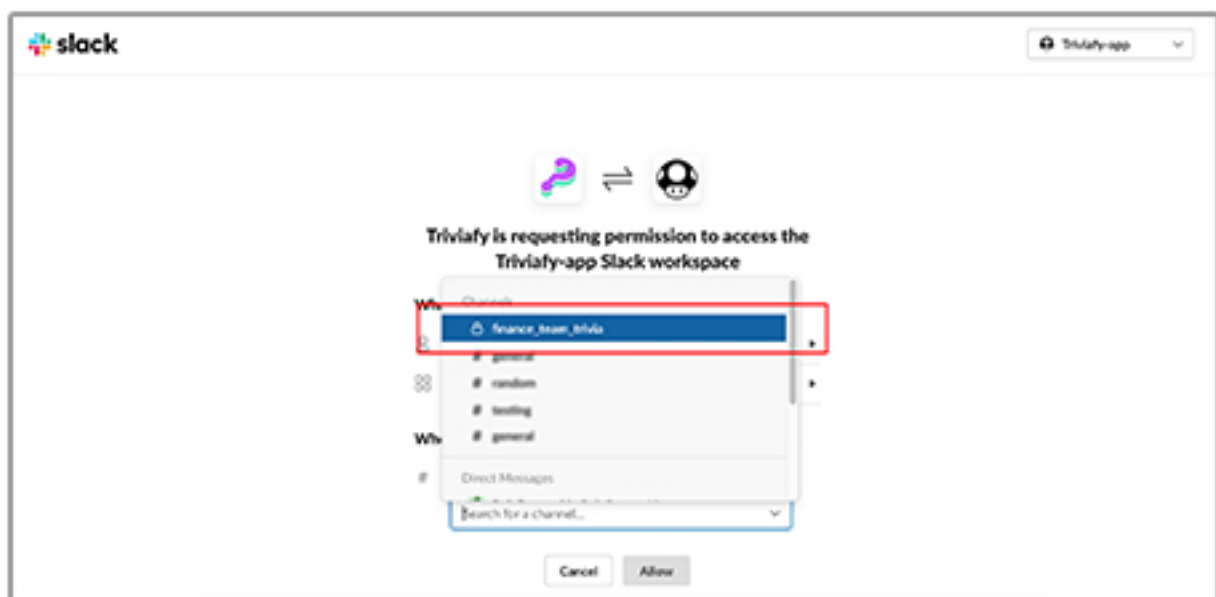 slack
Triviafy-app
Triviafy is requesting permission to access the
Triviafy-app Slack workspace
Channels
finance_team_trivia
# general
# random
# testing
# general
#
Direct Messages
Search for a channel...
Cancel
Allow